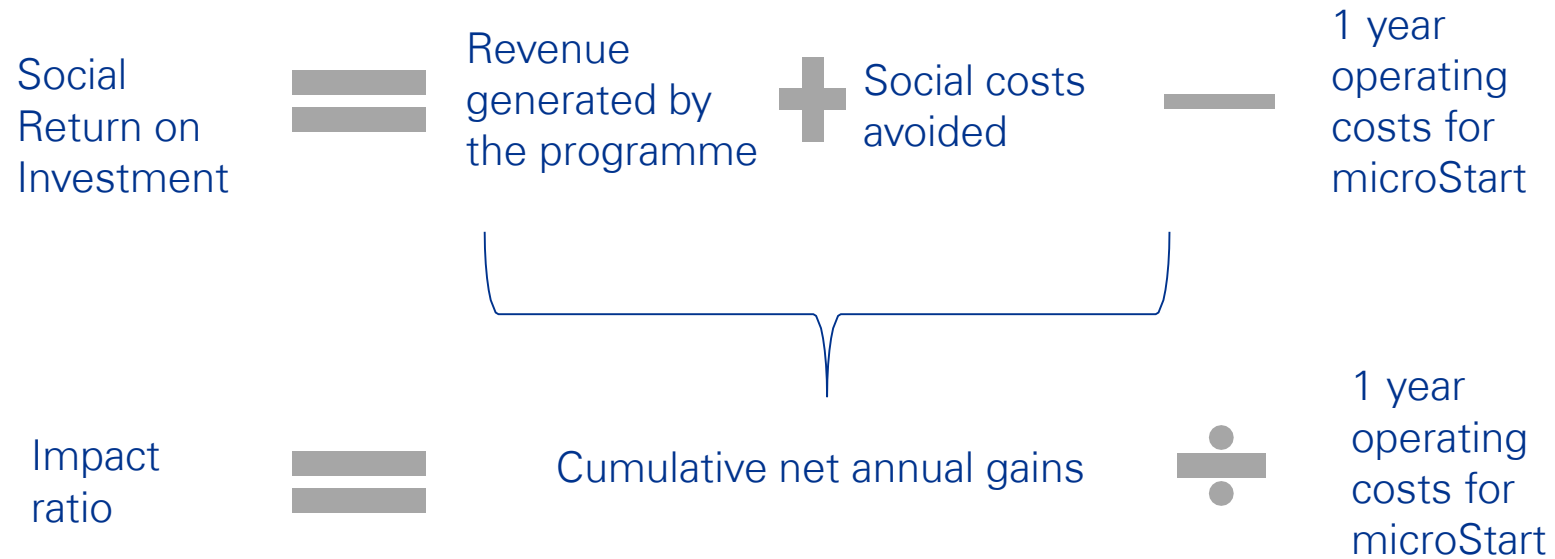 Social
Return on
Investment
Revenue
generated by
the programme
Social costs
avoided
1 year
operating
costs for
microStart
Impact
ratio
Cumulative net annual gains
1 year
operating
costs for
microStart